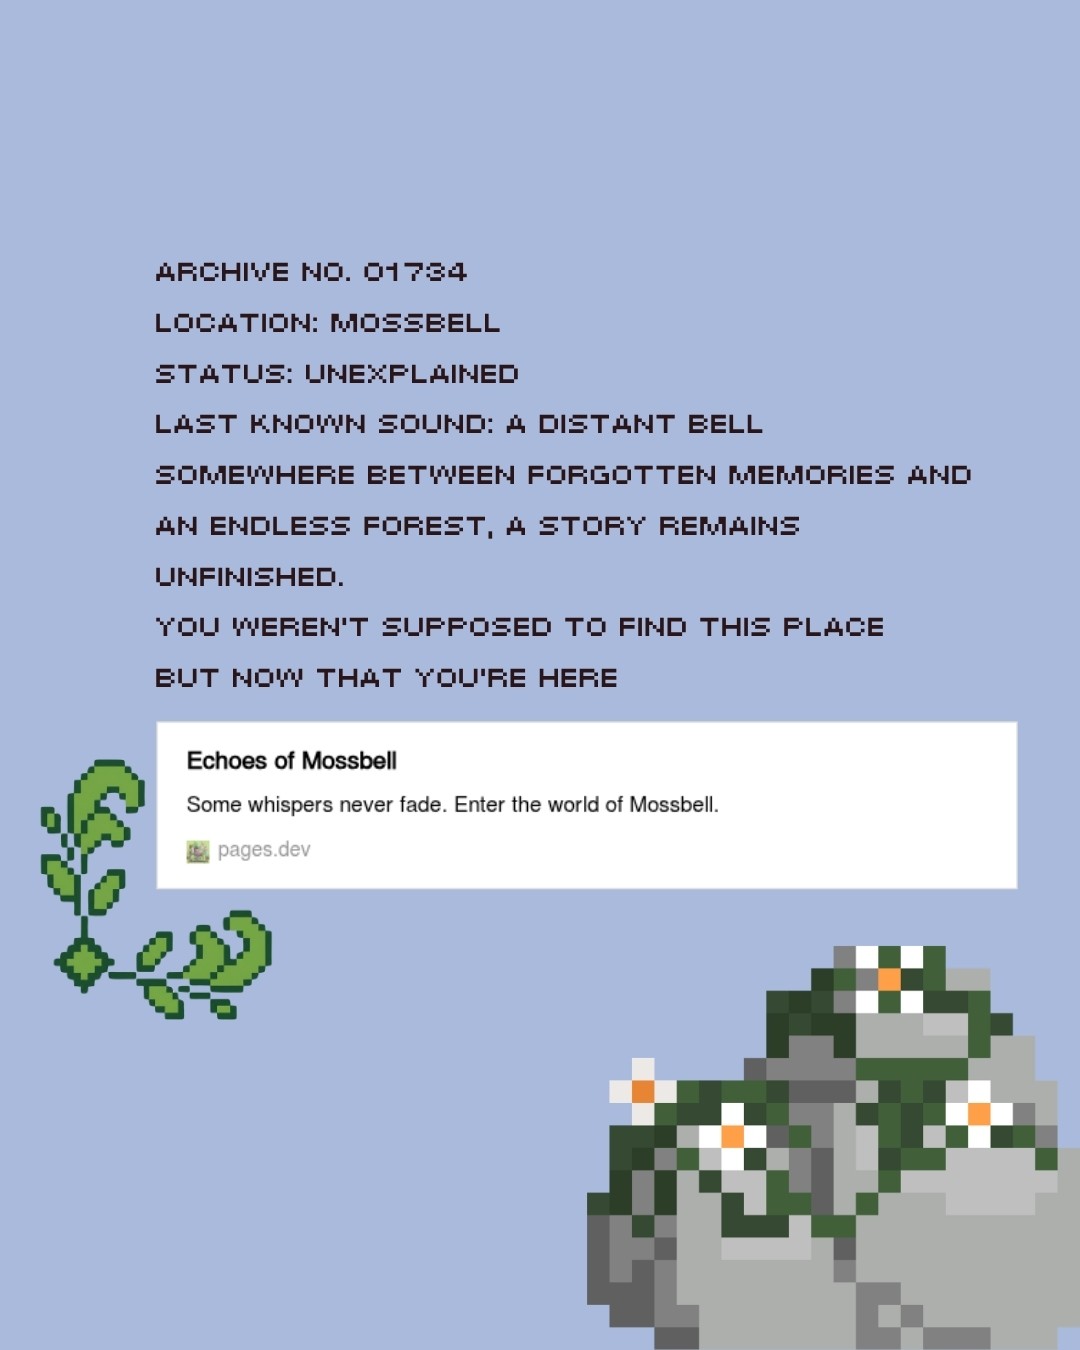 ARCHIVE NO. 01734
LOCATION: MOSSBELL
STATUS: UNEXPLAINED
LAST KNOWN SOUND: A DISTANT BELL
SOMEWHERE BETWEEN FORGOTTEN MEMORIES AND
AN ENDLESS FOREST, A STORY REMAINS
UNFINISHED.
YOU WEREN'T SUPPOSED TO FIND THIS PLACE
BUT NOW THAT YOU'RE HERE
Echoes of Mossbell
Some whispers never fade. Enter the world of Mossbell.
pages.dev